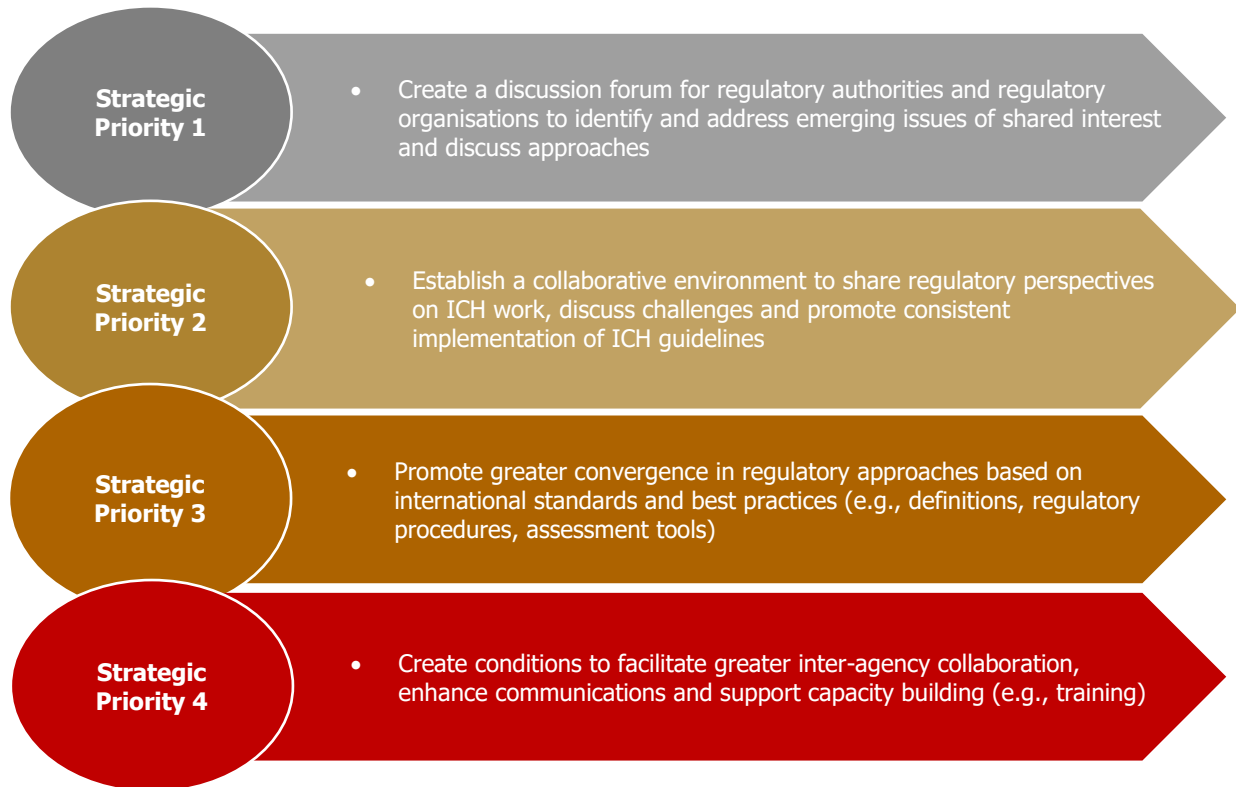 Strategic
Priority 1
• Create a discussion forum for regulatory authorities and regulatory
organisations to identify and address emerging issues of shared interest
and discuss approaches
Strategic
Priority 2
• Establish a collaborative environment to share regulatory perspectives
on ICH work, discuss challenges and promote consistent
implementation of ICH guidelines
Strategic
Priority 3
• Promote greater convergence in regulatory approaches based on
international standards and best practices (e.g., definitions, regulatory
procedures, assessment tools)
Strategic
Priority 4
• Create conditions to facilitate greater inter-agency collaboration,
enhance communications and support capacity building (e.g., training)